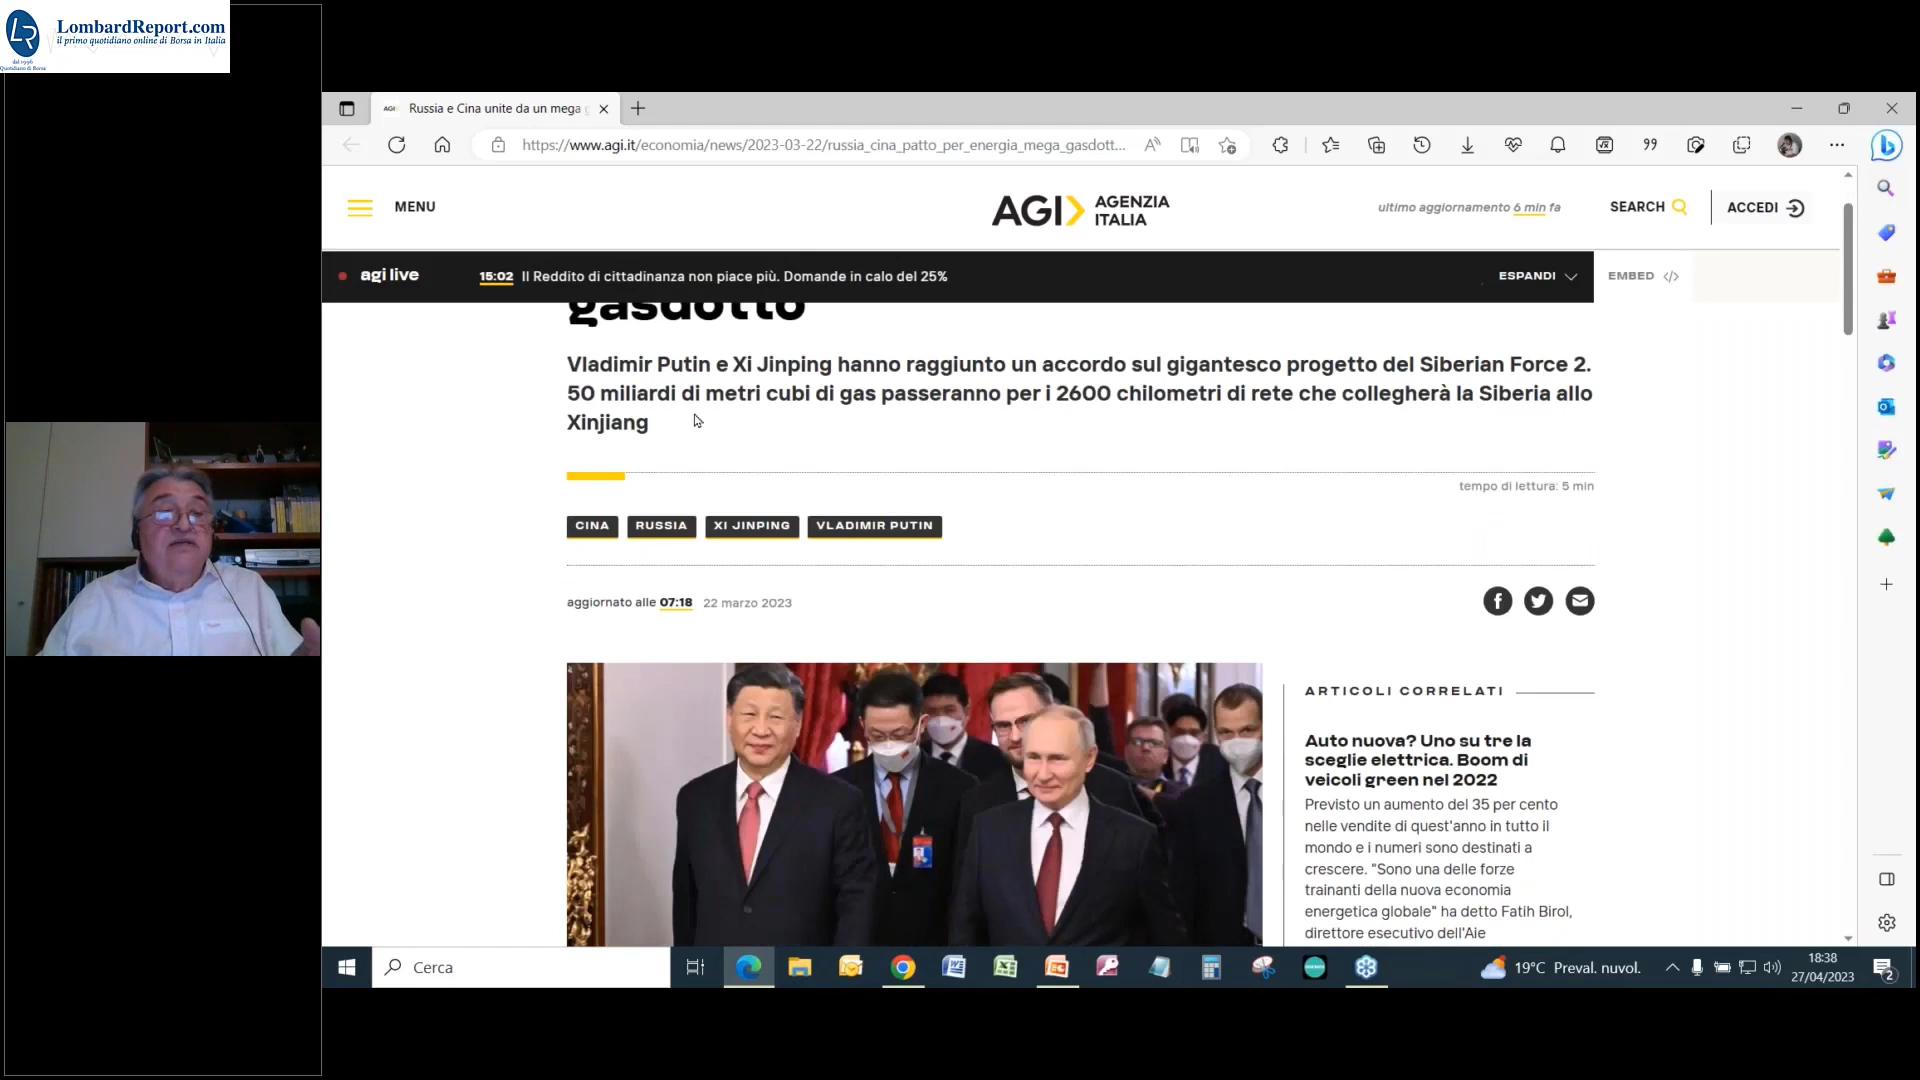 LombardReport.com
il primo quotidiano online di Borsa in Italia
dal 1996
Quotidiano di Borsa
AGI Russia e Cina unite da un mega g
https://www.agi.it/economia/news/2023-03-22/russia_cina_patto_per_energia_mega_gasdott...
MENU
AGI AGENZIA ITALIA
ultimo aggiornamento 6 min fa
SEARCH
ACCEDI
agi live
15:02 Il Reddito di cittadinanza non piace più. Domande in calo del 25%
ESPANDI
EMBED </>
gasdotto
Vladimir Putin e Xi Jinping hanno raggiunto un accordo sul gigantesco progetto del Siberian Force 2.
50 miliardi di metri cubi di gas passeranno per i 2600 chilometri di rete che collegherà la Siberia allo
Xinjiang
tempo di lettura: 5 min
CINA RUSSIA XI JINPING VLADIMIR PUTIN
aggiornato alle 07:18 22 marzo 2023
ARTICOLI CORRELATI
Auto nuova? Uno su tre la
sceglie elettrica. Boom di
veicoli green nel 2022
Previsto un aumento del 35 per cento
nelle vendite di quest'anno in tutto il
mondo e i numeri sono destinati a
crescere. "Sono una delle forze
trainanti della nuova economia
energetica globale" ha detto Fatih Birol,
direttore esecutivo dell'Aie
Cerca
19°C Preval. nuvol.
18:38
27/04/2023
2